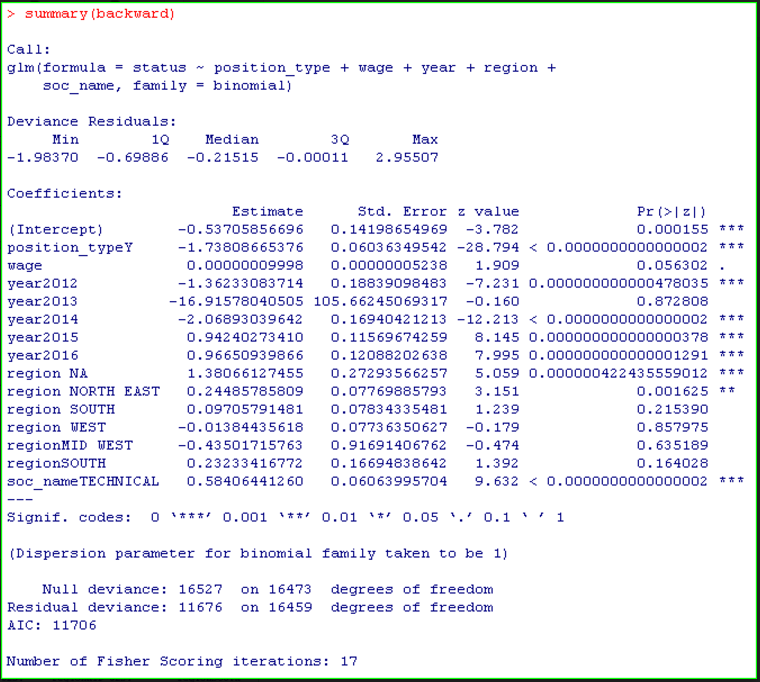 > summary(backward)
Call:
glm(formula = status ~ position_type + wage + year + region +
soc_name, family = binomial)
Deviance Residuals:
Min 1Q Median 3Q Max
-1.98370 -0.69886 -0.21515 -0.00011 2.95507
Coefficients:
Estimate Std. Error z value Pr(>|z|)
(Intercept) -0.53705856696 0.14198654969 -3.782 0.000155 ***
position_typeY -1.73808665376 0.06036349542 -28.794 < 0.0000000000000002 ***
wage 0.00000009998 0.00000005238 1.909 0.056302 .
year2012 -1.36233083714 0.18839098483 -7.231 0.000000000000478035 ***
year2013 -16.91578040505 105.66245069317 -0.160 0.872808
year2014 -2.06893039642 0.16940421213 -12.213 < 0.0000000000000002 ***
year2015 0.94240273410 0.11569674259 8.145 0.000000000000000378 ***
year2016 0.96650939866 0.12088202638 7.995 0.000000000000001291 ***
region NA 1.38066127455 0.27293566257 5.059 0.000000422435559012 ***
region NORTH EAST 0.24485785809 0.07769885793 3.151 0.001625 **
region SOUTH 0.09705791481 0.07834335481 1.239 0.215390
region WEST -0.01384435618 0.07736350627 -0.179 0.857975
regionMID WEST -0.43501715763 0.91691406762 -0.474 0.635189
regionSOUTH 0.23233416772 0.16694838642 1.392 0.164028
soc_nameTECHNICAL 0.58406441260 0.06063995704 9.632 < 0.0000000000000002 ***
---
Signif. codes: 0 ‘***’ 0.001 ‘**’ 0.01 ‘*’ 0.05 ‘.’ 0.1 ‘ ’ 1
(Dispersion parameter for binomial family taken to be 1)
Null deviance: 16527 on 16473 degrees of freedom
Residual deviance: 11676 on 16459 degrees of freedom
AIC: 11706
Number of Fisher Scoring iterations: 17